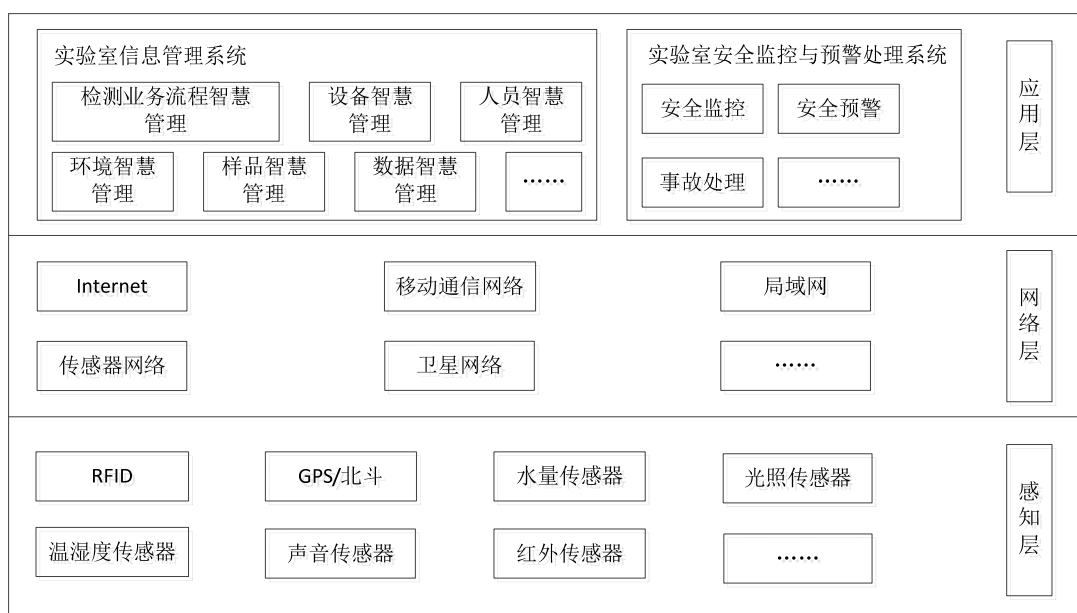 实验室信息管理系统
检测业务流程智慧
管理
设备智慧
管理
人员智慧
管理
环境智慧
管理
样品智慧
管理
数据智慧
管理
……
实验室安全监控与预警处理系统
安全监控
安全预警
事故处理
……
应用层
Internet
移动通信网络
局域网
传感器网络
卫星网络
……
网络层
RFID
GPS/北斗
水量传感器
光照传感器
温湿度传感器
声音传感器
红外传感器
……
感知层